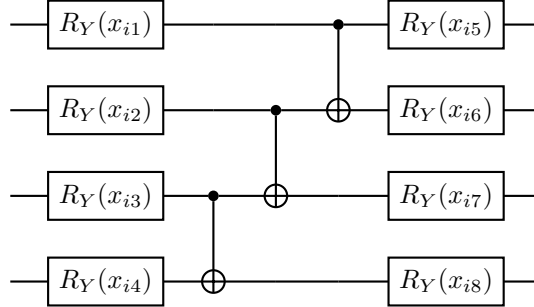 R_Y(x_{i1}) R_Y(x_{i5})
R_Y(x_{i2}) R_Y(x_{i6})
R_Y(x_{i3}) R_Y(x_{i7})
R_Y(x_{i4}) R_Y(x_{i8})